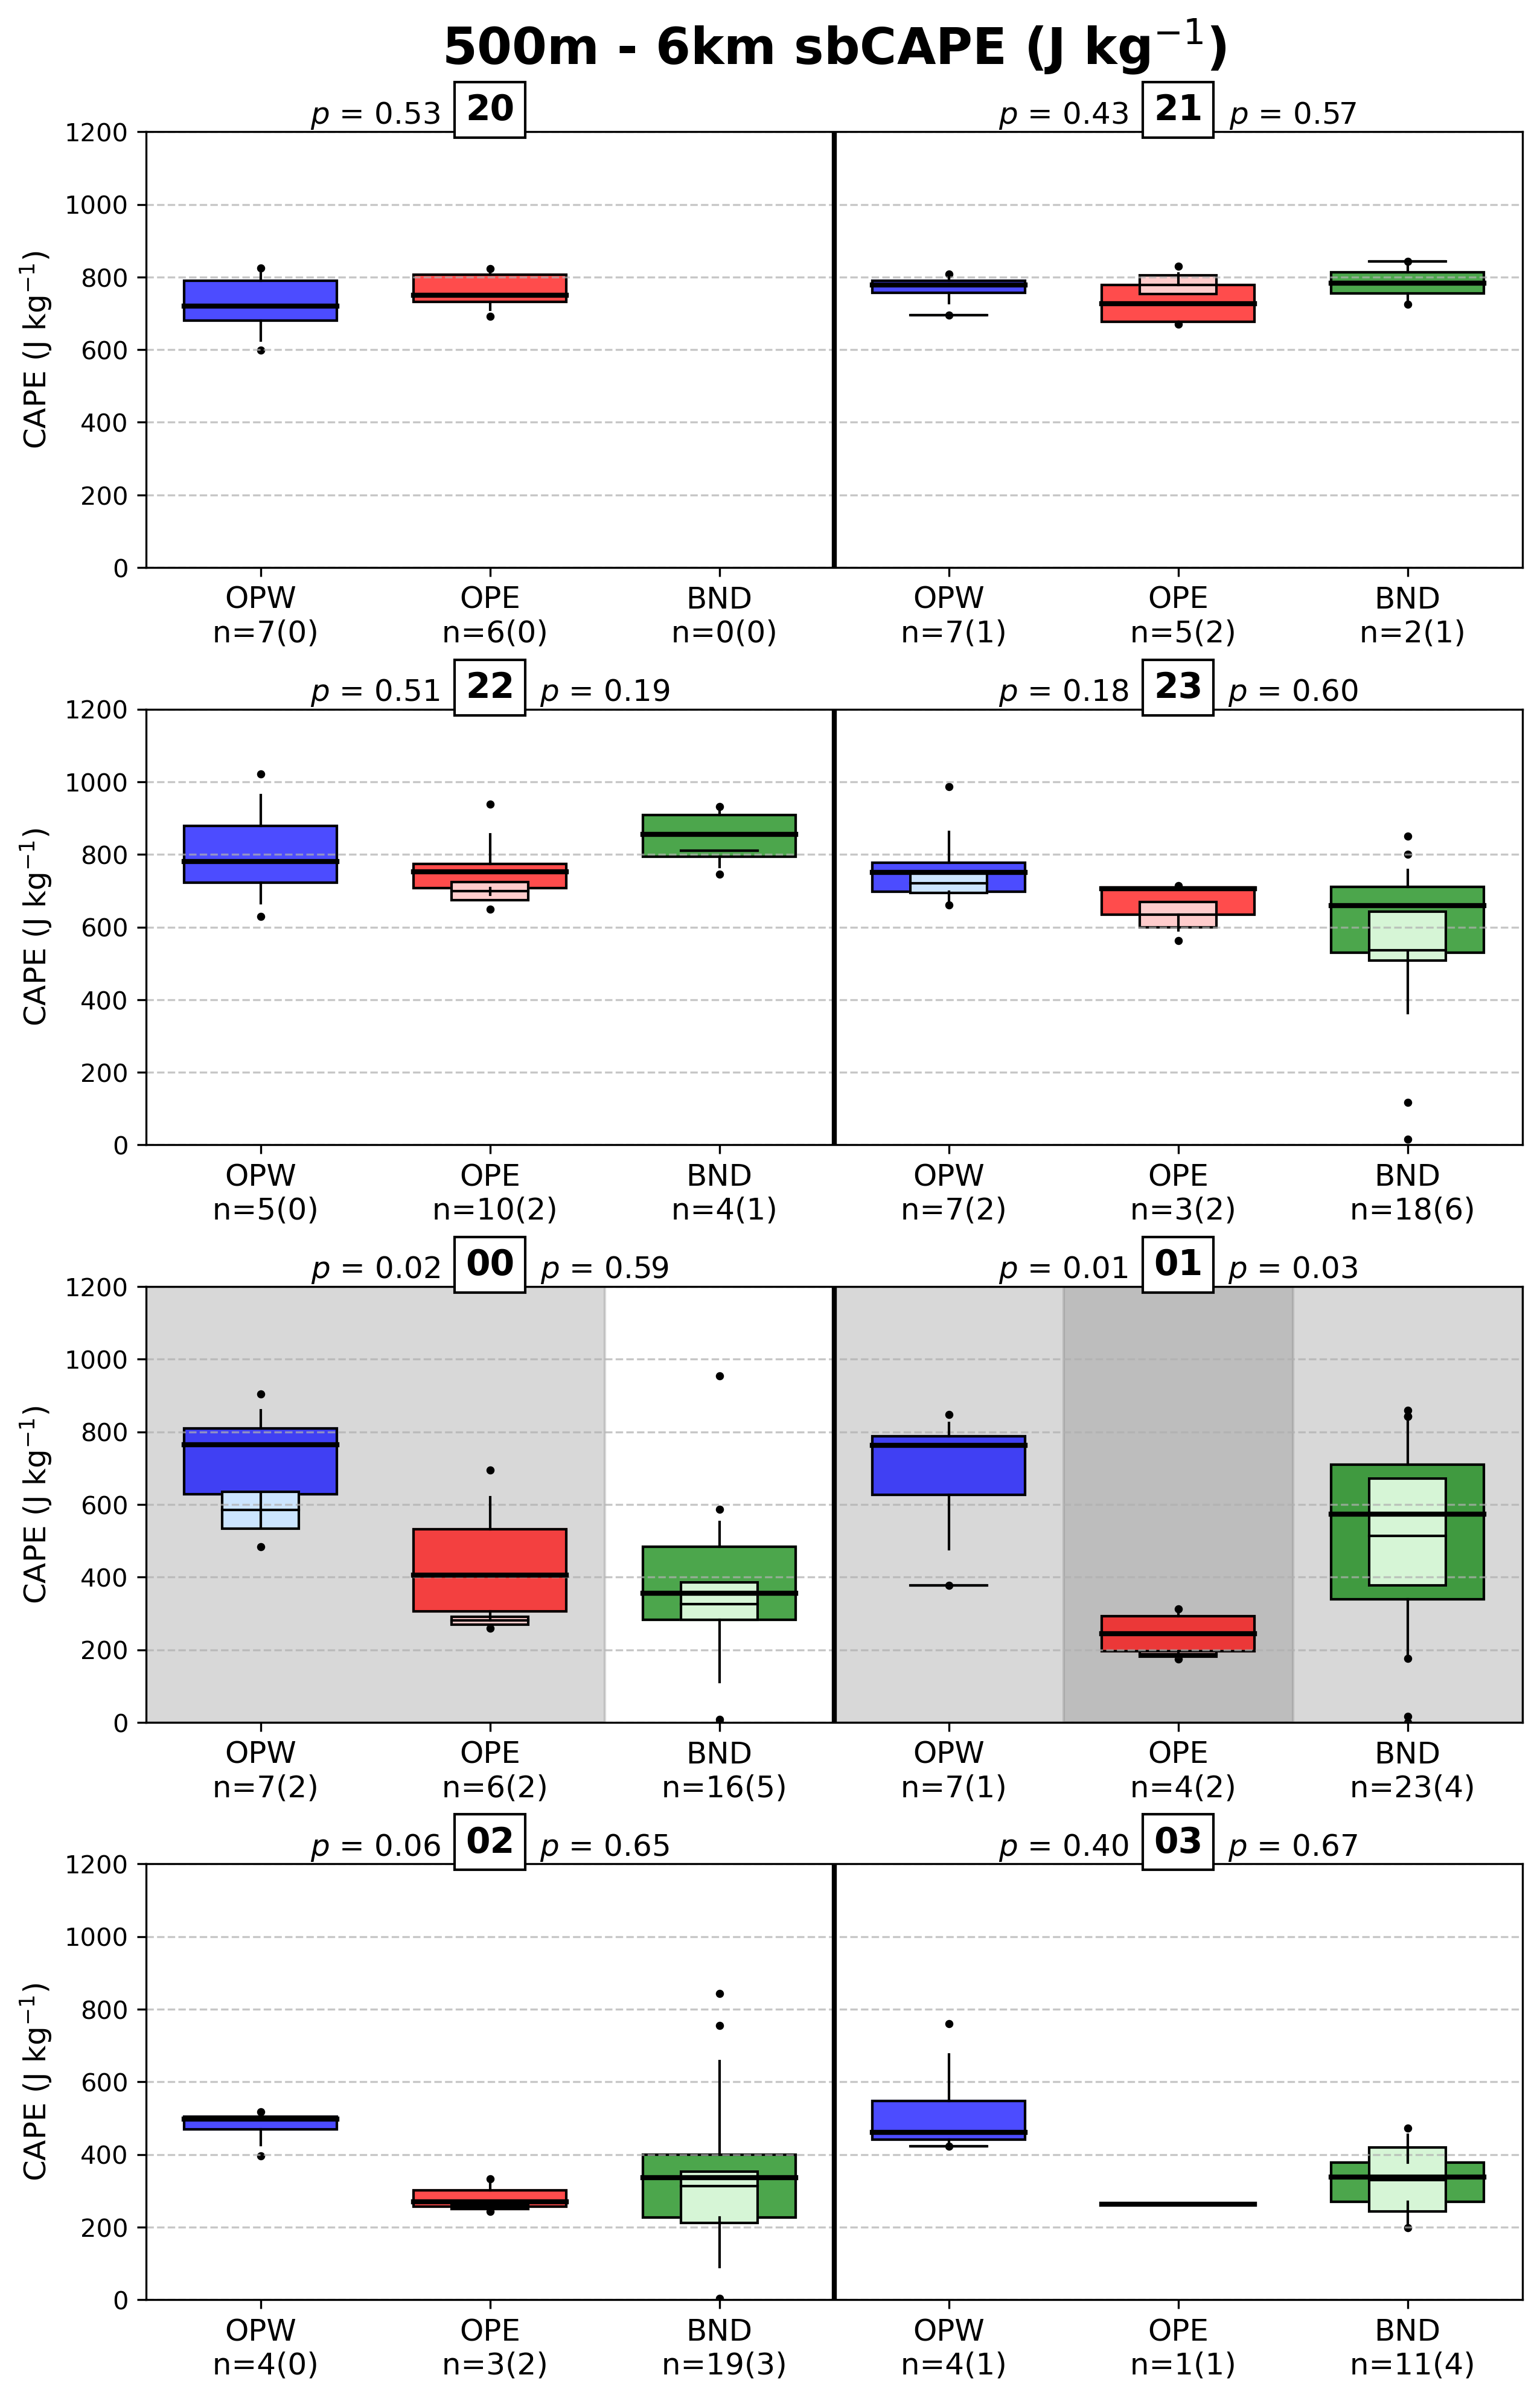 500m - 6km sbCAPE (J kg⁻¹)
p = 0.53 20
p = 0.43 21 p = 0.57
CAPE (J kg⁻¹)
1200
1000
800
600
400
200
0
OPW OPE BND OPW OPE BND
n=7(0) n=6(0) n=0(0) n=7(1) n=5(2) n=2(1)
p = 0.51 22 p = 0.19
p = 0.18 23 p = 0.60
CAPE (J kg⁻¹)
1200
1000
800
600
400
200
0
OPW OPE BND OPW OPE BND
n=5(0) n=10(2) n=4(1) n=7(2) n=3(2) n=18(6)
p = 0.02 00 p = 0.59
p = 0.01 01 p = 0.03
CAPE (J kg⁻¹)
1200
1000
800
600
400
200
0
OPW OPE BND OPW OPE BND
n=7(2) n=6(2) n=16(5) n=7(1) n=4(2) n=23(4)
p = 0.06 02 p = 0.65
p = 0.40 03 p = 0.67
CAPE (J kg⁻¹)
1200
1000
800
600
400
200
0
OPW OPE BND OPW OPE BND
n=4(0) n=3(2) n=19(3) n=4(1) n=1(1) n=11(4)